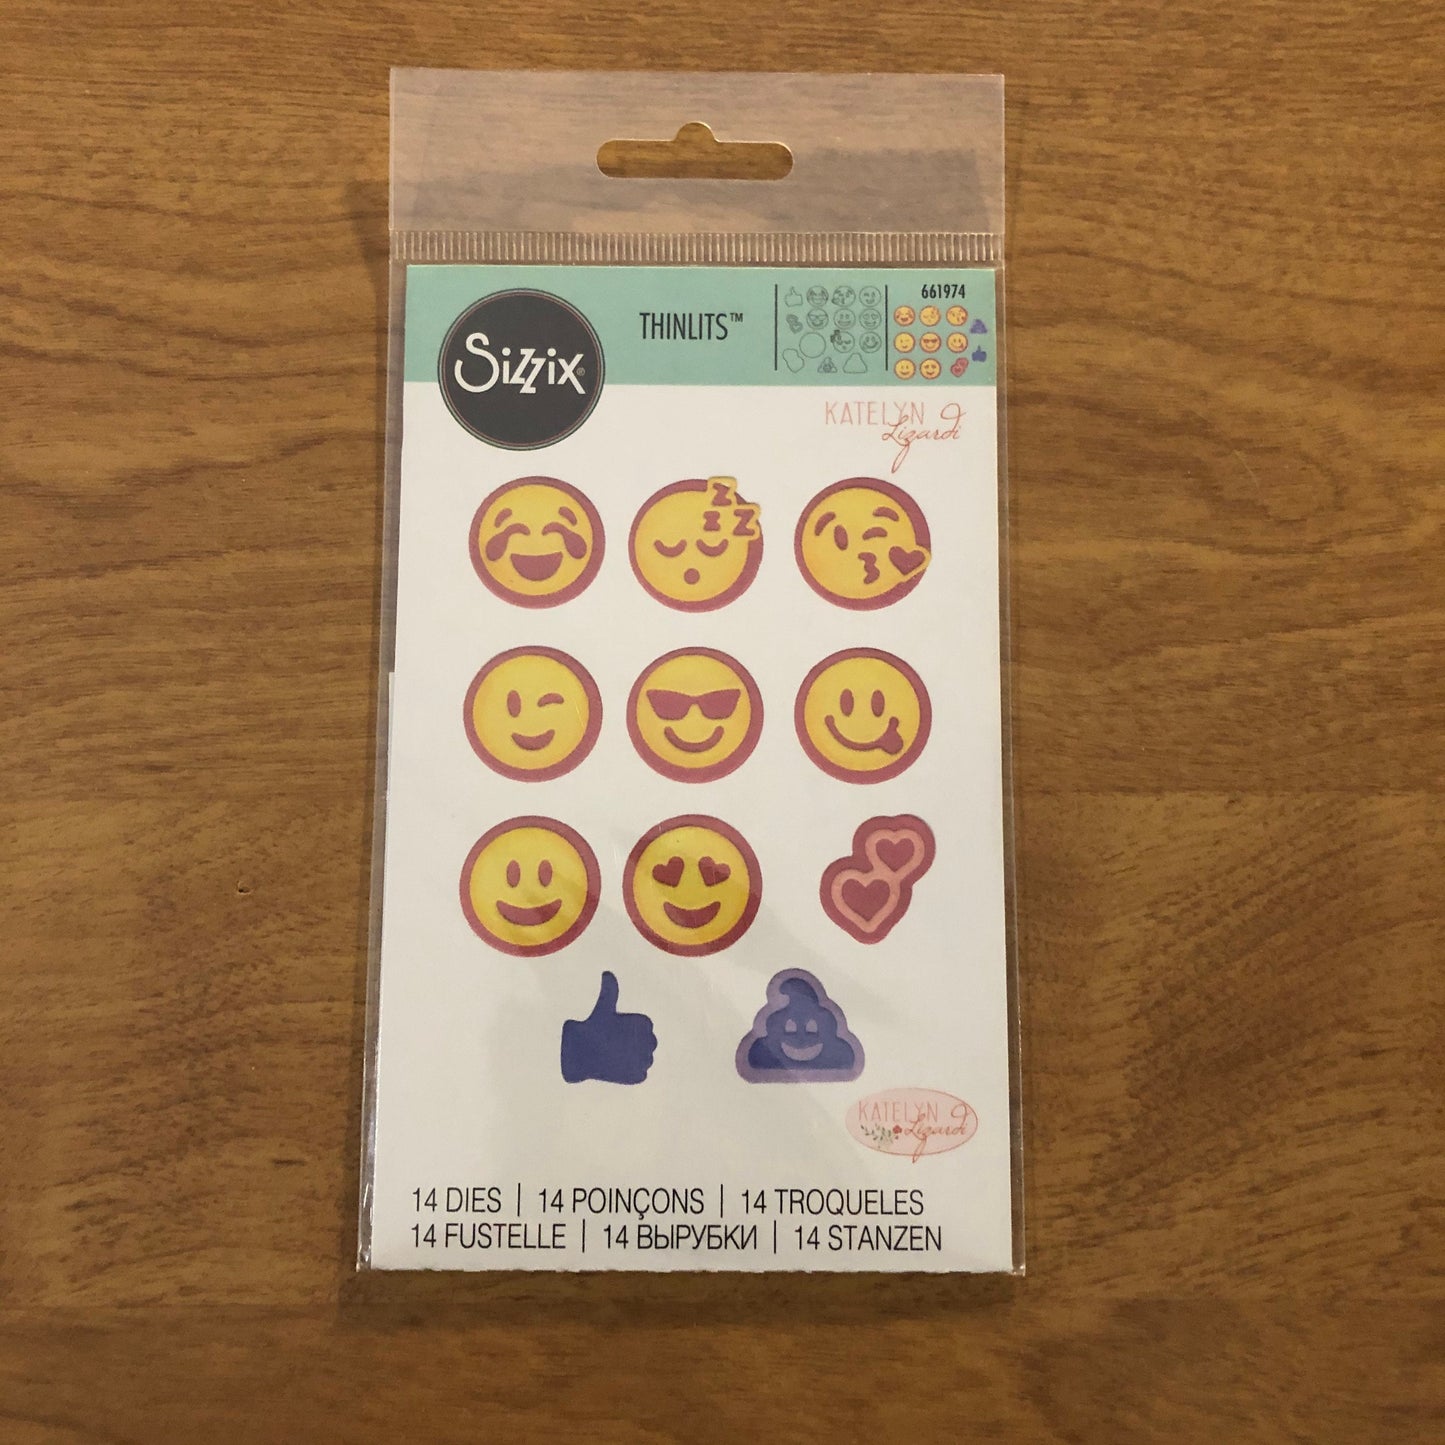 Sizzix®
THINLITS™
661974
KATELYN
Lizardi
Z
Z
Z
KATELYN
Lizardi
14 DIES | 14 POINÇONS | 14 TROQUELES
14 FUSTELLE | 14 ВЫРУБКИ | 14 STANZEN